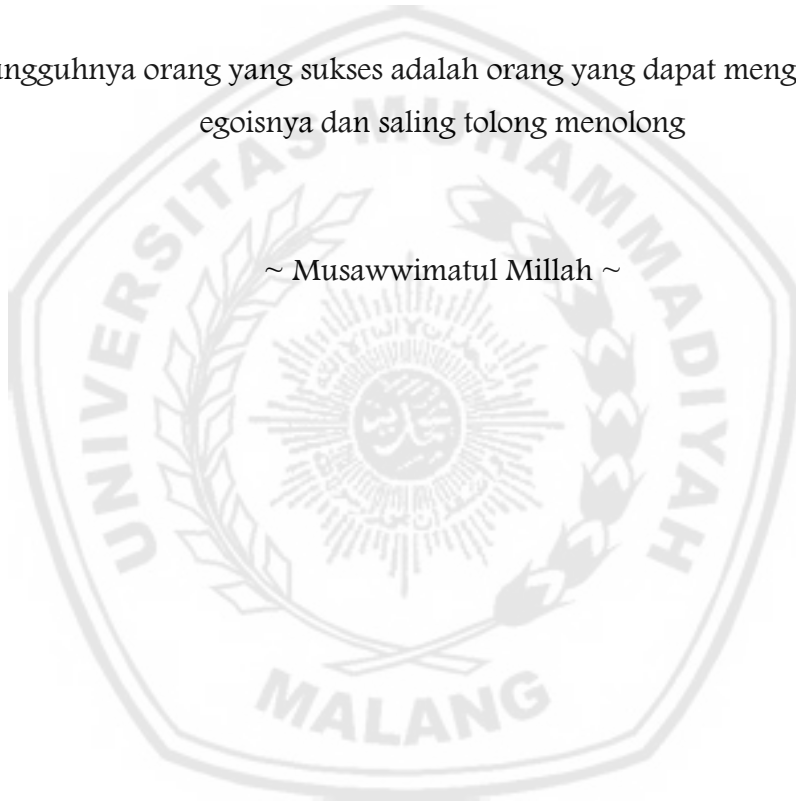 ungguhnya orang yang sukses adalah orang yang dapat meng
egoisnya dan saling tolong menolong
~ Musawwimatul Millah ~
UNIVERSITAS MUHAMMADIYAH
MALANG